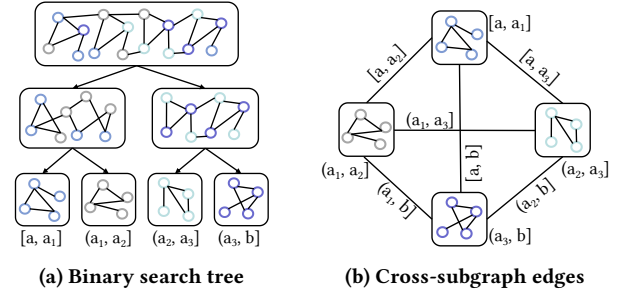 [a, a₁]
(a₁, a₂]
(a₂, a₃]
(a₃, b]
(a) Binary search tree
[a, a₁]
[a, a₂]
[a, a₃]
(a₁, a₃]
(a₁, a₂]
(a₂, a₃]
[a, b]
(a₁, b]
(a₂, b]
(a₃, b]
(b) Cross-subgraph edges